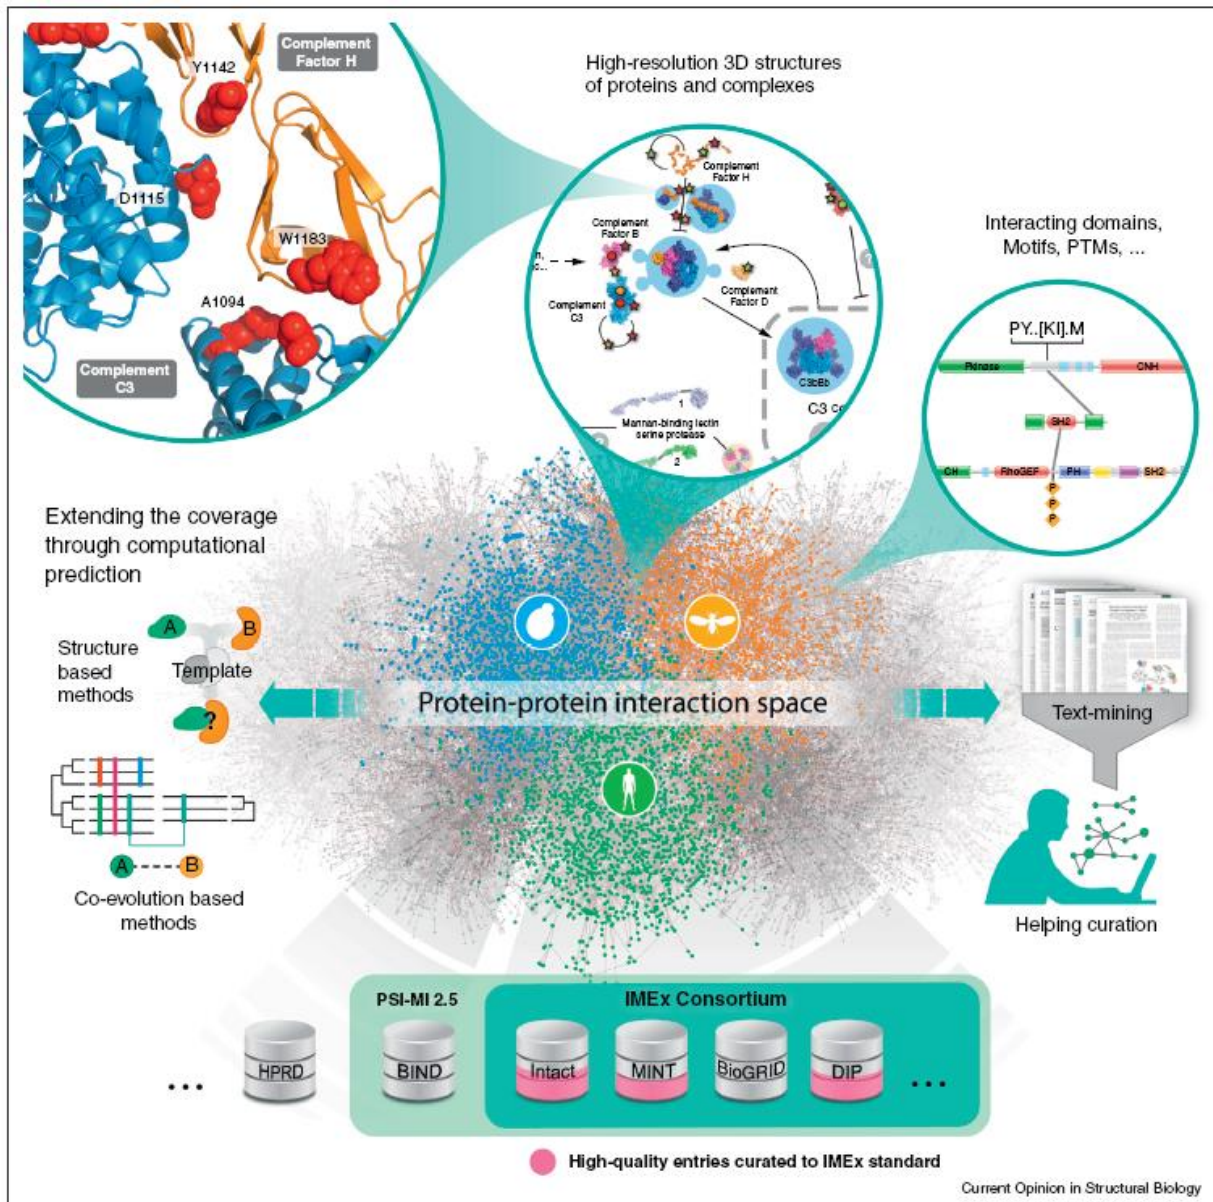 Complement
Factor H
Y1142
D1115
W1183
A1094
Complement
C3
High-resolution 3D structures
of proteins and complexes
Complement
Factor H
Complement
Factor B
Complement
Factor D
Complement
C3
C3bBb
C3
1
Mannan-binding lectin
serine protease
2
Interacting domains,
Motifs, PTMs, ...
PY..[KI].M
CNH
SH2
CH
RhoGEF
PH
SH2
P
P
P
Extending the coverage
through computational
prediction
A
B
Structure
based
methods
Template
?
A
B
Co-evolution based
methods
Protein-protein interaction space
Text-mining
Helping curation
PSI-MI 2.5
IMEx Consortium
...
HPRD
BIND
Intact
MINT
BioGRID
DIP
...
High-quality entries curated to IMEx standard
Current Opinion in Structural Biology